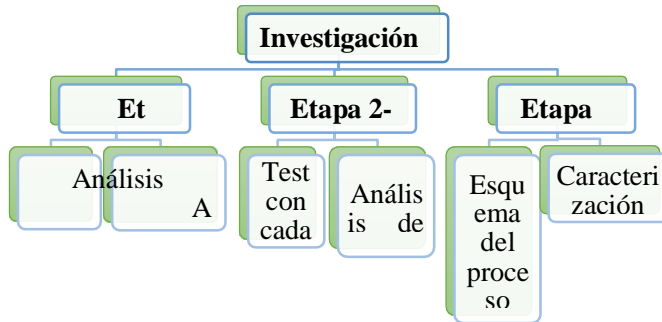 Investigación
Et
Etapa 2-
Etapa
Análisis
A
Test
con
cada
Anális
is de
Esqu
ema
del
proce
so
Caracteri
zación